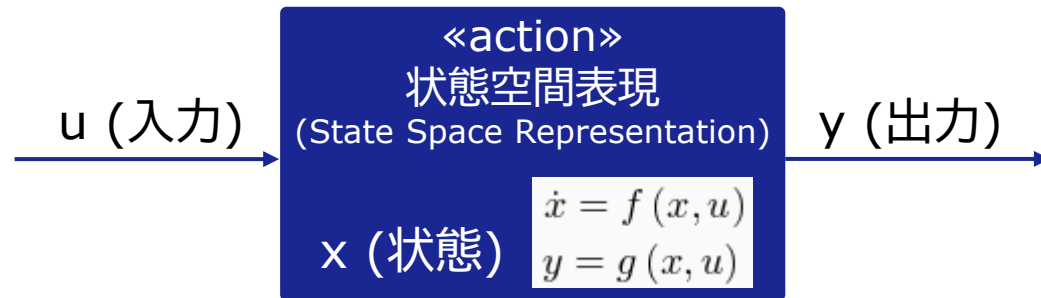 «action»
状態空間表現
(State Space Representation)
u (入力)
y (出力)
x (状態)
ẋ = f (x, u)
y = g (x, u)